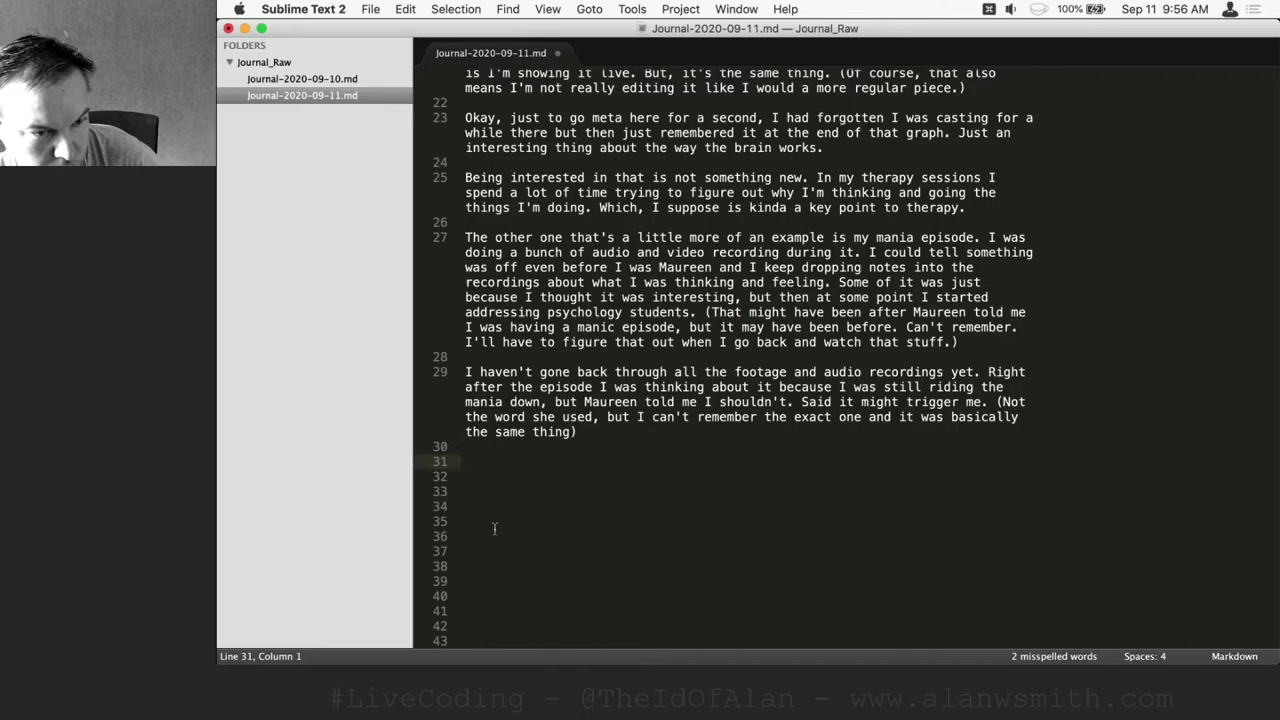 Sublime Text 2 File Edit Selection Find View Goto Tools Project Window Help 100% Sep 11 9:56 AM
Journal-2020-09-11.md — Journal_Raw
FOLDERS
Journal_Raw
Journal-2020-09-10.md
Journal-2020-09-11.md
Journal-2020-09-11.md
is I'm showing it live. But, it's the same thing. (Of course, that also
means I'm not really editing it like I would a more regular piece.)
22
23 Okay, just to go meta here for a second, I had forgotten I was casting for a
while there but then just remembered it at the end of that graph. Just an
interesting thing about the way the brain works.
24
25 Being interested in that is not something new. In my therapy sessions I
spend a lot of time trying to figure out why I'm thinking and going the
things I'm doing. Which, I suppose is kinda a key point to therapy.
26
27 The other one that's a little more of an example is my mania episode. I was
doing a bunch of audio and video recording during it. I could tell something
was off even before I was Maureen and I keep dropping notes into the
recordings about what I was thinking and feeling. Some of it was just
because I thought it was interesting, but then at some point I started
addressing psychology students. (That might have been after Maureen told me
I was having a manic episode, but it may have been before. Can't remember.
I'll have to figure that out when I go back and watch that stuff.)
28
29 I haven't gone back through all the footage and audio recordings yet. Right
after the episode I was thinking about it because I was still riding the
mania down, but Maureen told me I shouldn't. Said it might trigger me. (Not
the word she used, but I can't remember the exact one and it was basically
the same thing)
30
31
32
33
34
35
36
37
38
39
40
41
42
43
Line 31, Column 1 2 misspelled words Spaces: 4 Markdown
#LiveCoding - @TheIdOfAlan - www.alanwsmith.com